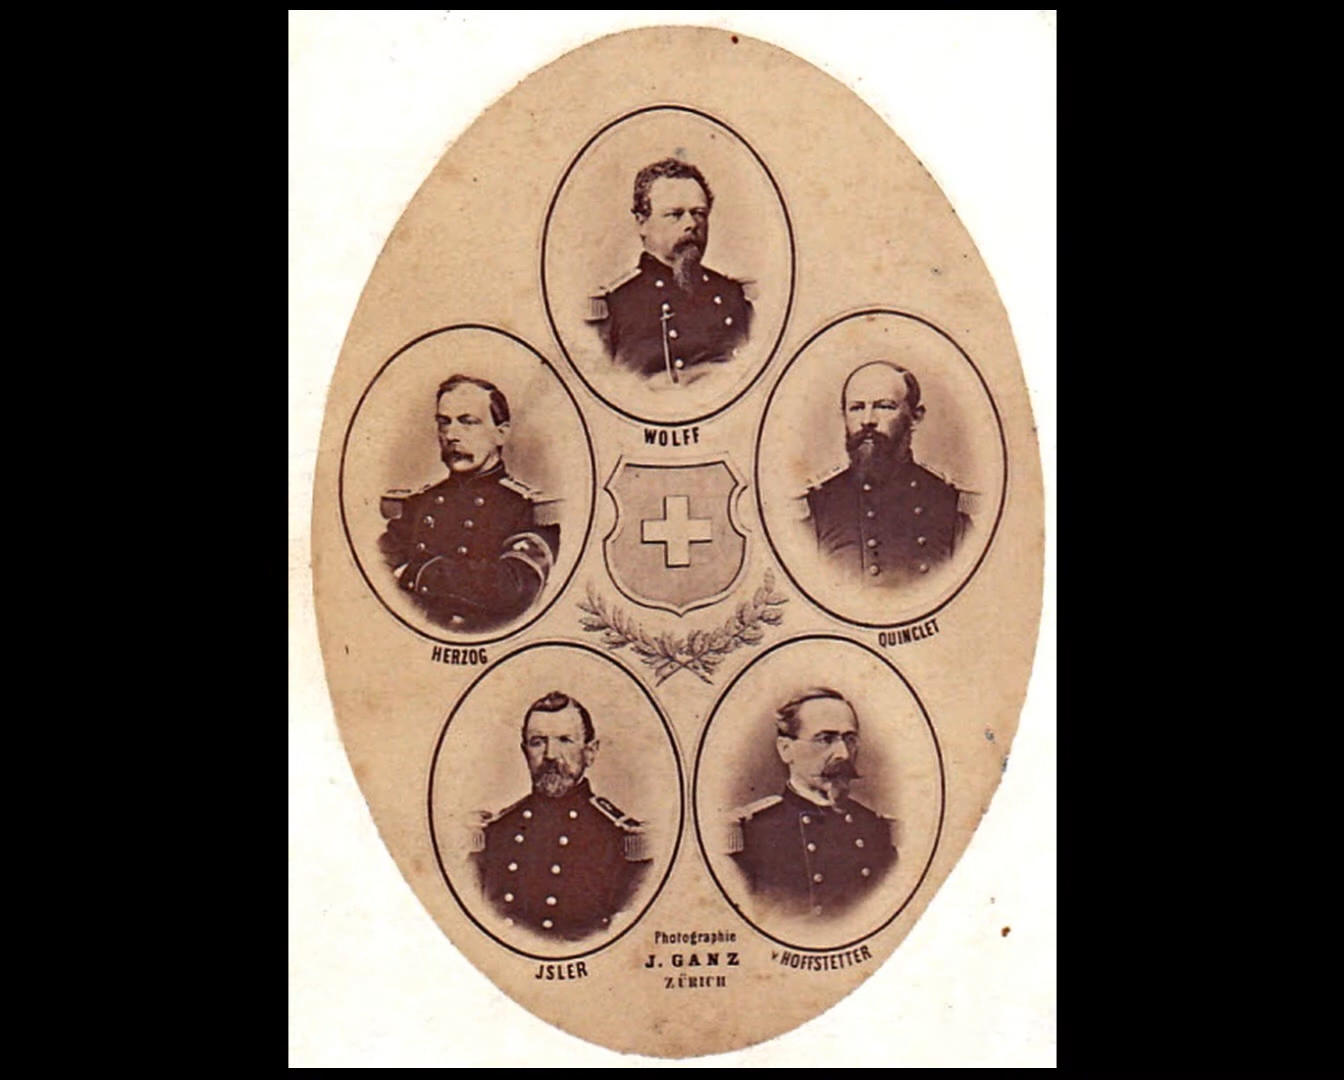 WOLFF
HERZOG
QUINCLET
JSLER
v. HOFFSTETTER
Photographie
J. GANZ
ZÜRICH